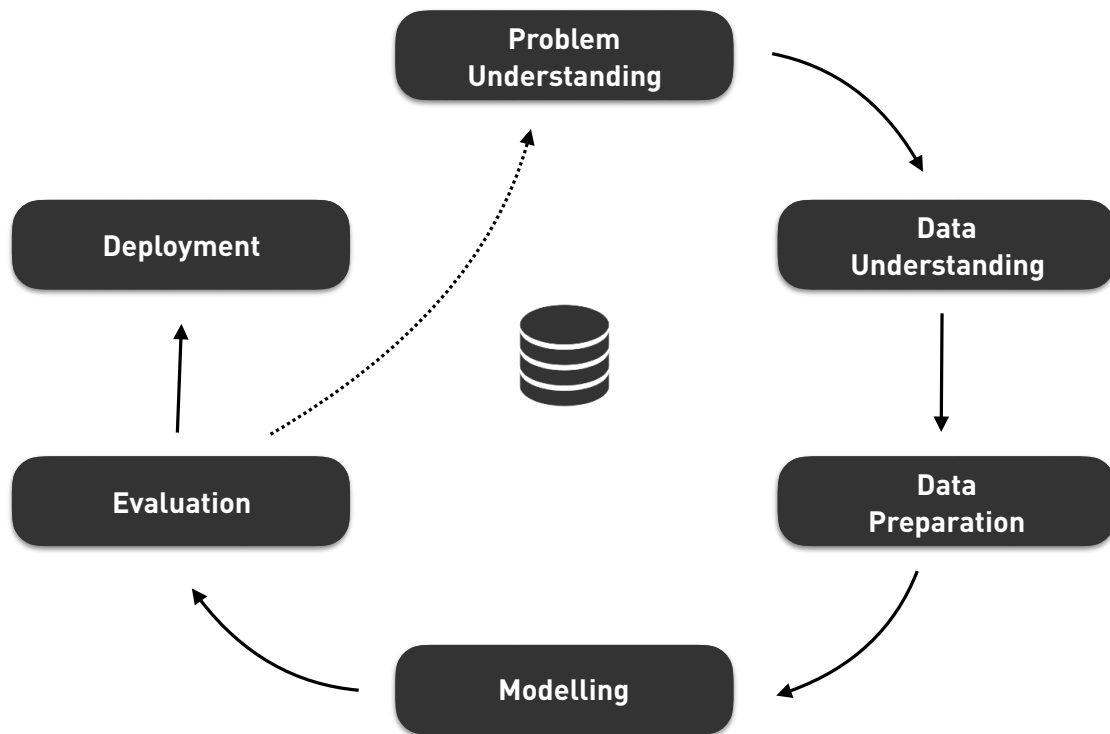 Problem
Understanding
Deployment
Data
Understanding
Evaluation
Data
Preparation
Modelling